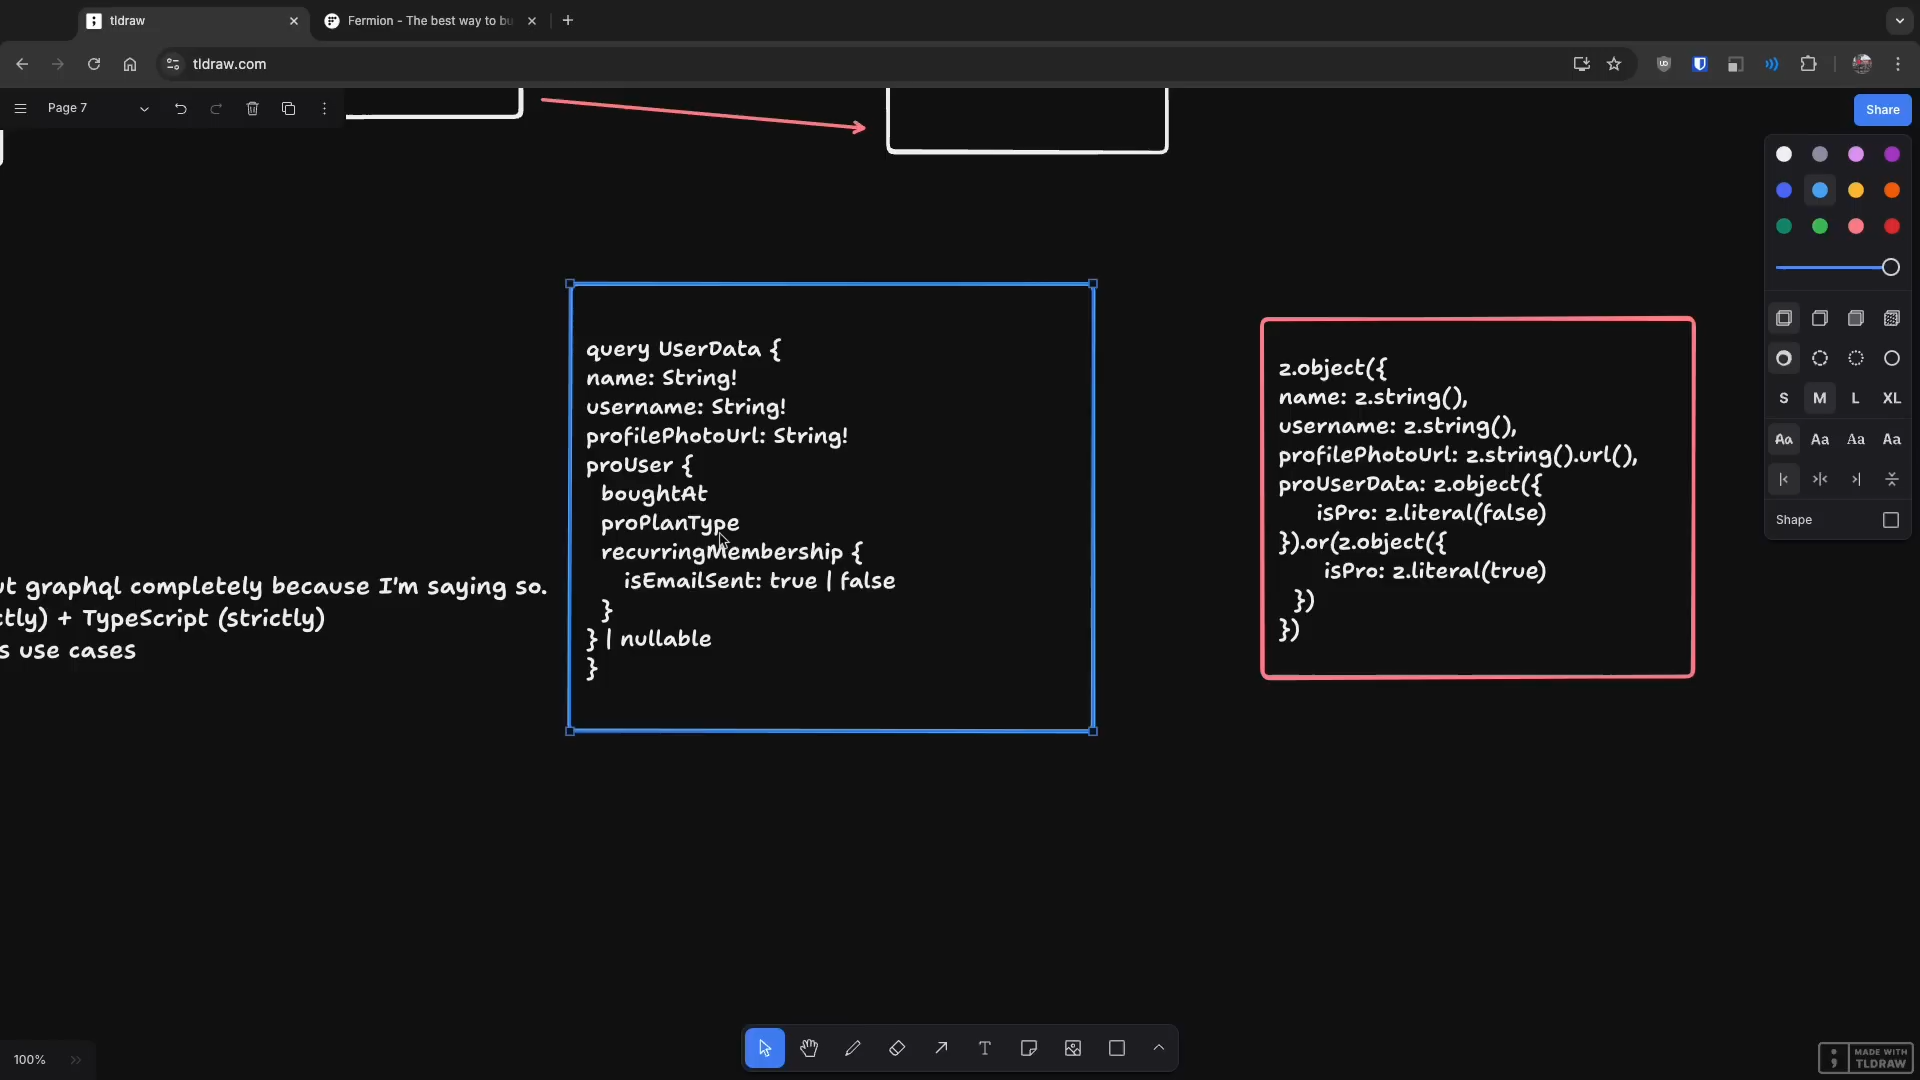 tldraw
Fermion - The best way to bu
tldraw.com
Page 7
Share
query UserData {
name: String!
username: String!
profilePhotoUrl: String!
proUser {
boughtAt
proPlanType
recurringMembership {
isEmailSent: true | false
}
} | nullable
}
z.object({
name: z.string(),
username: z.string(),
profilePhotoUrl: z.string().url(),
proUserData: z.object({
isPro: z.literal(false)
}).or(z.object({
isPro: z.literal(true)
})
})
ut graphql completely because I'm saying so.
ctly) + TypeScript (strictly)
s use cases
S M L XL
Aa Aa Aa Aa
Shape
100%
MADE WITH
TLDRAW